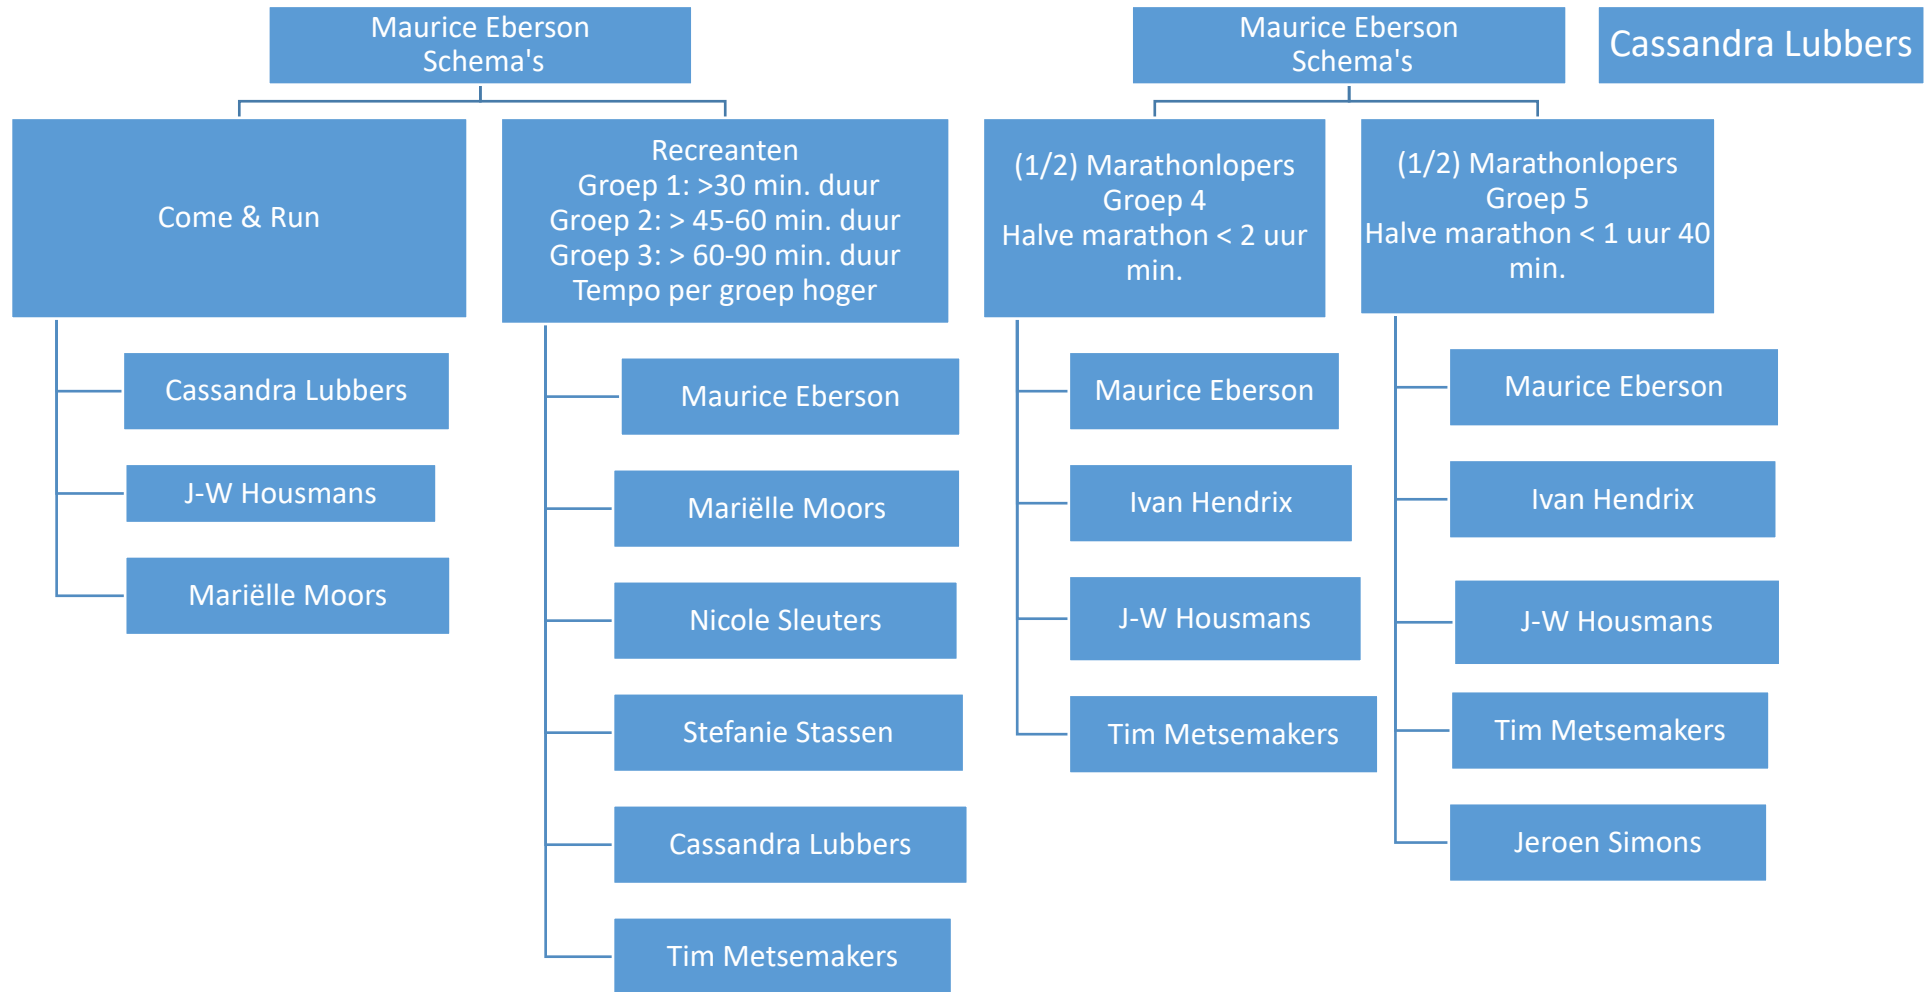 Maurice Eberson
Schema's
Maurice Eberson
Schema's
Cassandra Lubbers
Come & Run
Recreanten
Groep 1: >30 min. duur
Groep 2: > 45-60 min. duur
Groep 3: > 60-90 min. duur
Tempo per groep hoger
(1/2) Marathonlopers
Groep 4
Halve marathon < 2 uur
min.
(1/2) Marathonlopers
Groep 5
Halve marathon < 1 uur 40
min.
Cassandra Lubbers
J-W Housmans
Mariëlle Moors
Maurice Eberson
Mariëlle Moors
Nicole Sleuters
Stefanie Stassen
Cassandra Lubbers
Tim Metsemakers
Maurice Eberson
Ivan Hendrix
J-W Housmans
Tim Metsemakers
Maurice Eberson
Ivan Hendrix
J-W Housmans
Tim Metsemakers
Jeroen Simons